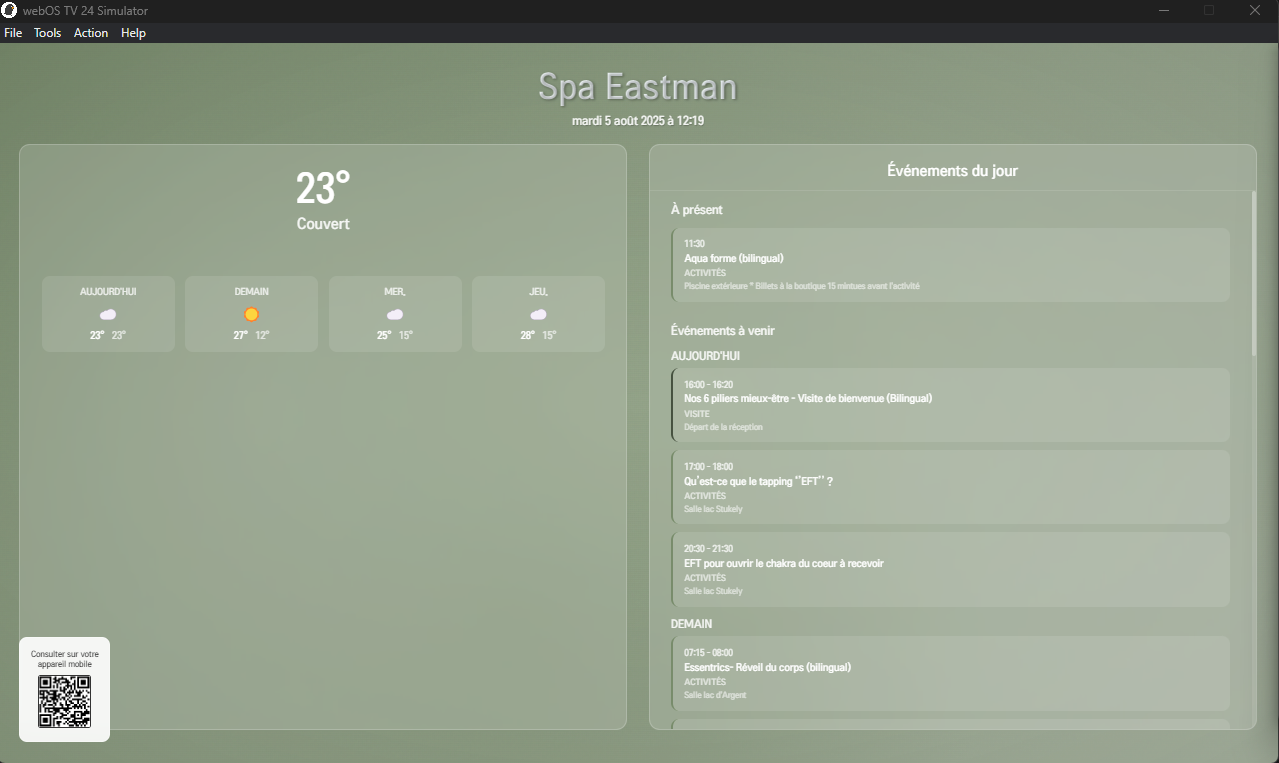 webOS TV 24 Simulator
File Tools Action Help
Spa Eastman
mardi 5 août 2025 à 12:19
23°
Couvert
AUJOURD'HUI
23° 23°
DEMAIN
27° 12°
MER.
25° 15°
JEU.
28° 15°
Consulter sur votre
appareil mobile
Événements du jour
À présent
11:30
Aqua forme (bilingual)
ACTIVITÉS
Piscine extérieure * Billets à la boutique 15 mintues avant l'activité
Événements à venir
AUJOURD'HUI
16:00 - 16:20
Nos 6 piliers mieux-être - Visite de bienvenue (Bilingual)
VISITE
Départ de la réception
17:00 - 18:00
Qu'est-ce que le tapping ‘’EFT’’ ?
ACTIVITÉS
Salle lac Stukely
20:30 - 21:30
EFT pour ouvrir le chakra du coeur à recevoir
ACTIVITÉS
Salle lac Stukely
DEMAIN
07:15 - 08:00
Essentrics- Réveil du corps (bilingual)
ACTIVITÉS
Salle lac d'Argent